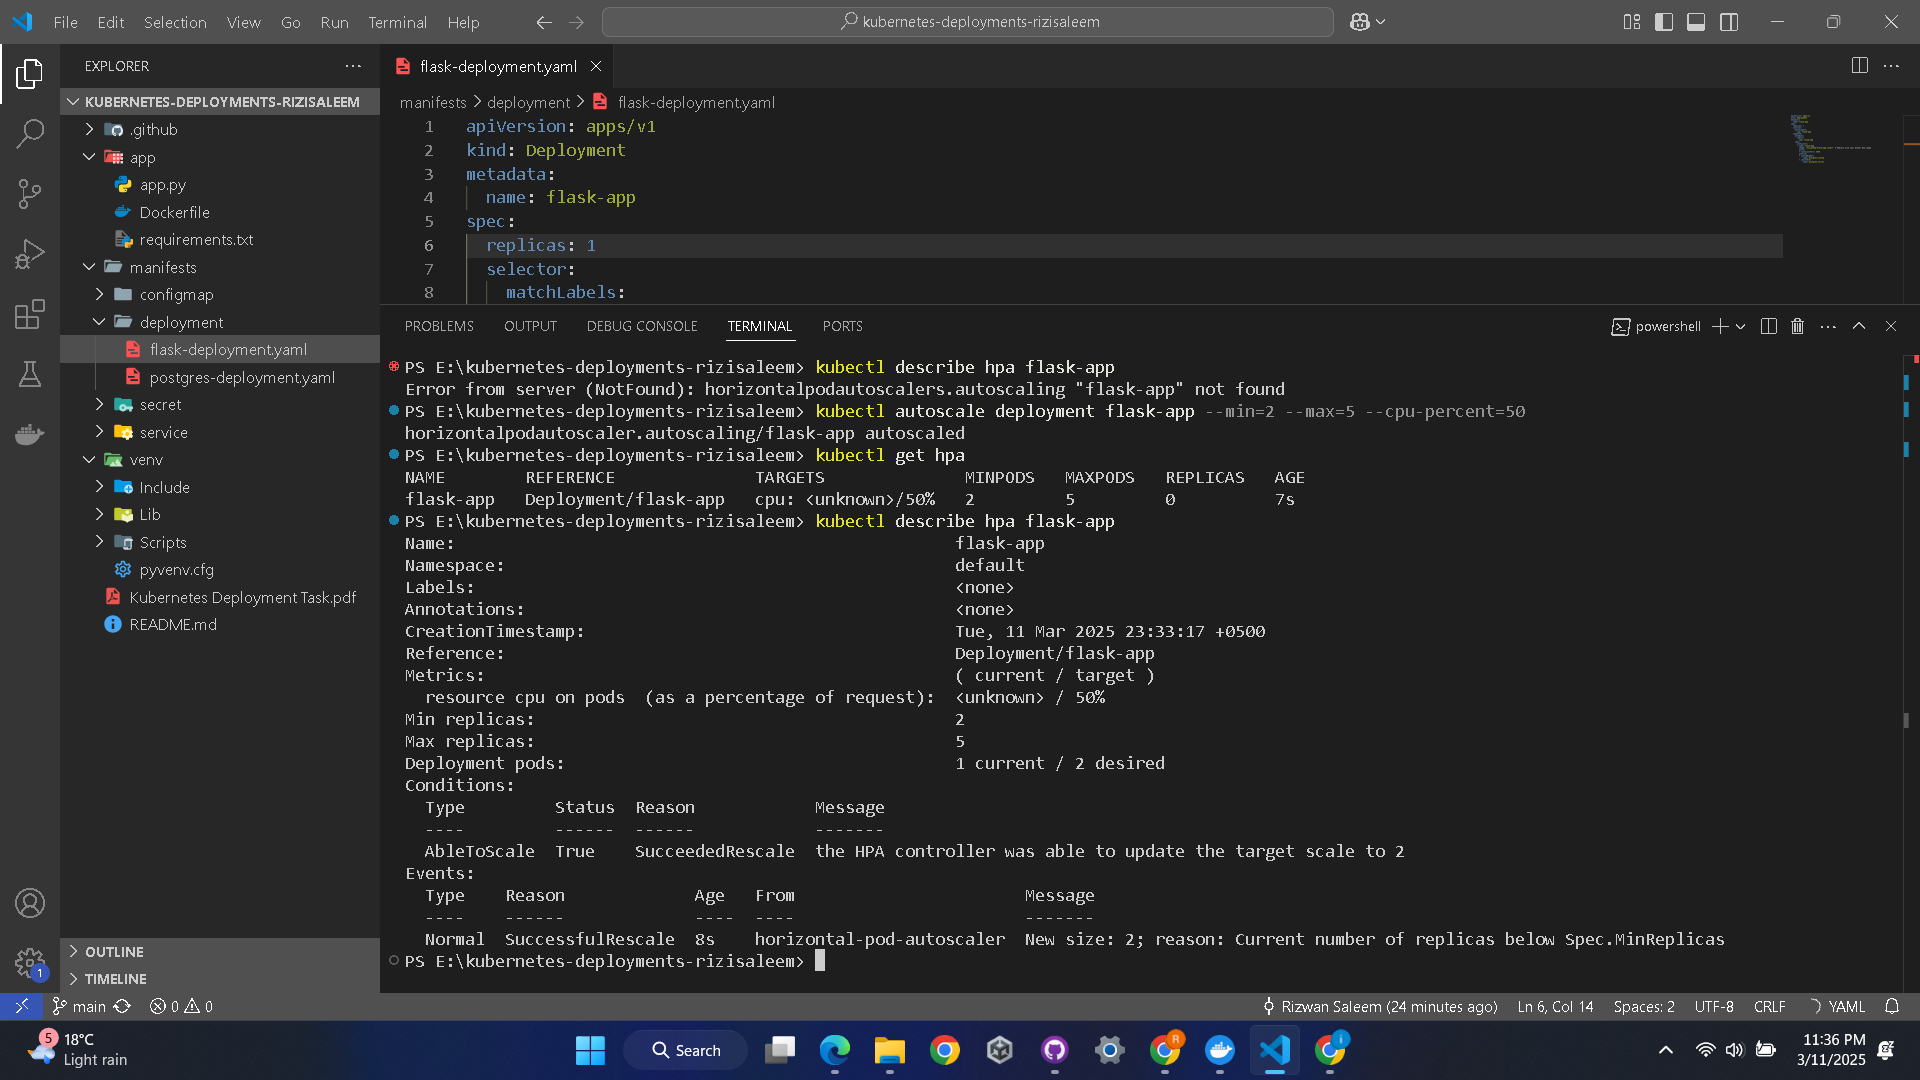 File Edit Selection View Go Run Terminal Help
kubernetes-deployments-rizisaleem
EXPLORER
KUBERNETES-DEPLOYMENTS-RIZISALEEM
.github
app
app.py
Dockerfile
requirements.txt
manifests
configmap
deployment
flask-deployment.yaml
postgres-deployment.yaml
secret
service
venv
Include
Lib
Scripts
pyvenv.cfg
Kubernetes Deployment Task.pdf
README.md
OUTLINE
TIMELINE
1
flask-deployment.yaml
manifests > deployment > flask-deployment.yaml
1 apiVersion: apps/v1
2 kind: Deployment
3 metadata:
4 name: flask-app
5 spec:
6 replicas: 1
7 selector:
8 matchLabels:
PROBLEMS OUTPUT DEBUG CONSOLE TERMINAL PORTS
powershell
PS E:\kubernetes-deployments-rizisaleem> kubectl describe hpa flask-app
Error from server (NotFound): horizontalpodautoscalers.autoscaling "flask-app" not found
PS E:\kubernetes-deployments-rizisaleem> kubectl autoscale deployment flask-app --min=2 --max=5 --cpu-percent=50
horizontalpodautoscaler.autoscaling/flask-app autoscaled
PS E:\kubernetes-deployments-rizisaleem> kubectl get hpa
NAME REFERENCE TARGETS MINPODS MAXPODS REPLICAS AGE
flask-app Deployment/flask-app cpu: <unknown>/50% 2 5 0 7s
PS E:\kubernetes-deployments-rizisaleem> kubectl describe hpa flask-app
Name: flask-app
Namespace: default
Labels: <none>
Annotations: <none>
CreationTimestamp: Tue, 11 Mar 2025 23:33:17 +0500
Reference: Deployment/flask-app
Metrics: ( current / target )
resource cpu on pods (as a percentage of request): <unknown> / 50%
Min replicas: 2
Max replicas: 5
Deployment pods: 1 current / 2 desired
Conditions:
Type Status Reason Message
---- ------ ------ -------
AbleToScale True SucceededRescale the HPA controller was able to update the target scale to 2
Events:
Type Reason Age From Message
---- ------ ---- ---- -------
Normal SuccessfulRescale 8s horizontal-pod-autoscaler New size: 2; reason: Current number of replicas below Spec.MinReplicas
PS E:\kubernetes-deployments-rizisaleem>
main 0 0 Rizwan Saleem (24 minutes ago) Ln 6, Col 14 Spaces: 2 UTF-8 CRLF YAML
5 18°C
Light rain
Search
R
i
11:36 PM
3/11/2025